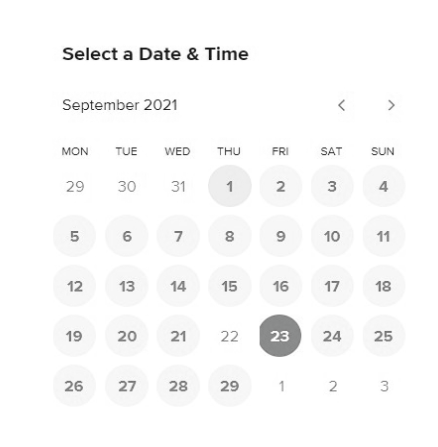 Select a Date & Time
September 2021
MON TUE WED THU FRI SAT SUN
29 30 31 1 2 3 4
5 6 7 8 9 10 11
12 13 14 15 16 17 18
19 20 21 22 23 24 25
26 27 28 29 1 2 3